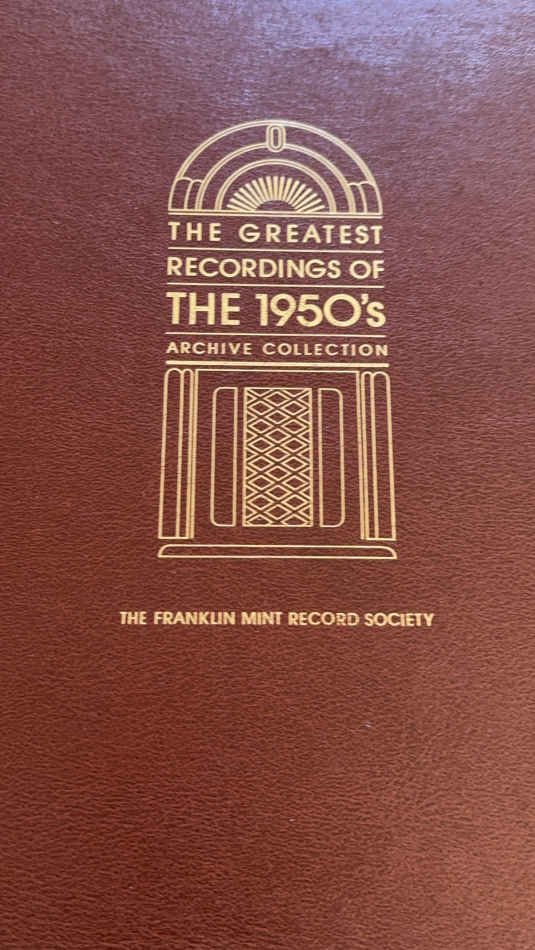 THE GREATEST
RECORDINGS OF
THE 1950's
ARCHIVE COLLECTION
THE FRANKLIN MINT RECORD SOCIETY